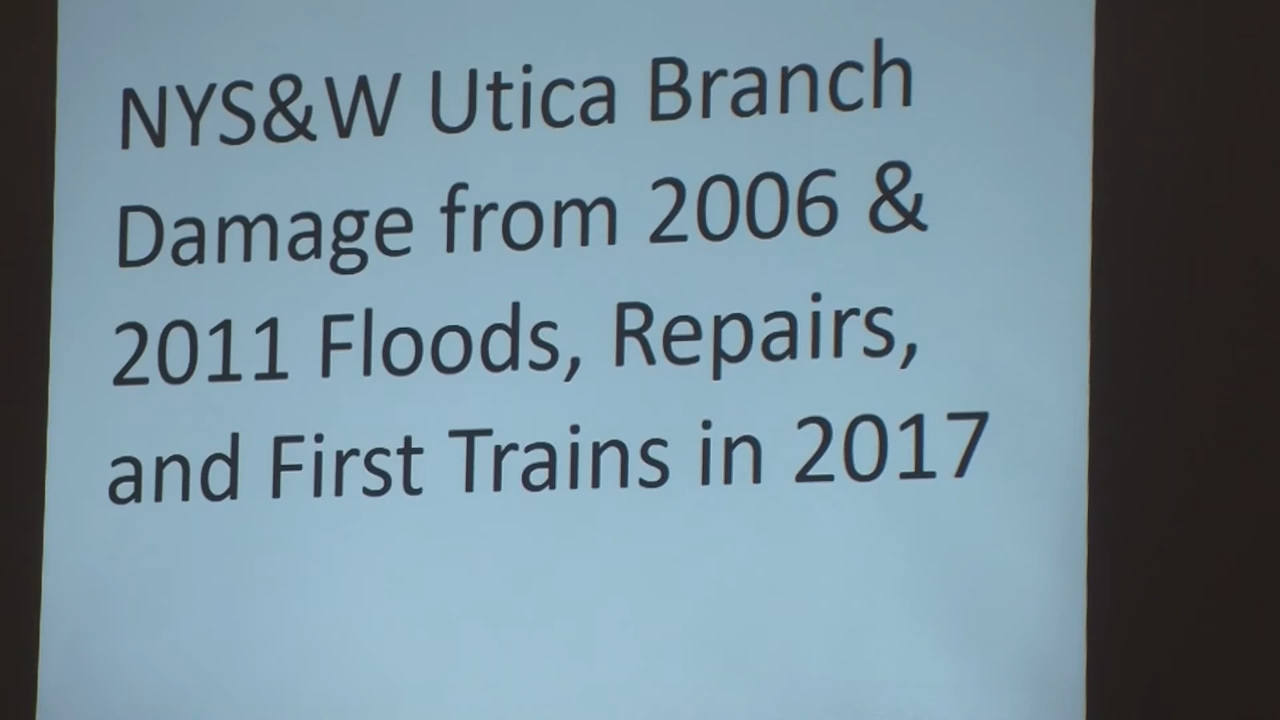 NYS&W Utica Branch
Damage from 2006 &
2011 Floods, Repairs,
and First Trains in 2017